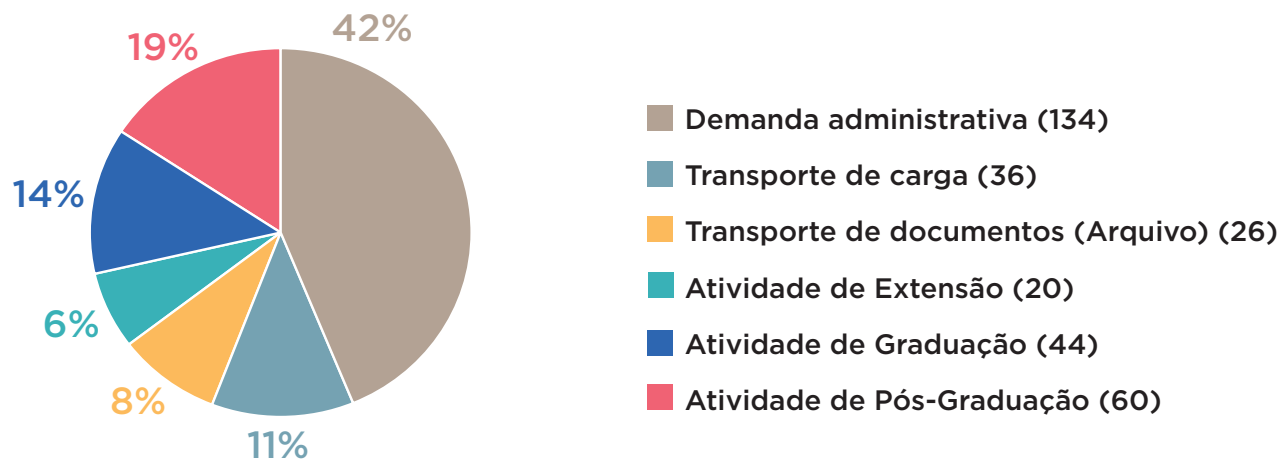 42%
19%
14%
6%
8%
11%
Demanda administrativa (134)
Transporte de carga (36)
Transporte de documentos (Arquivo) (26)
Atividade de Extensão (20)
Atividade de Graduação (44)
Atividade de Pós-Graduação (60)